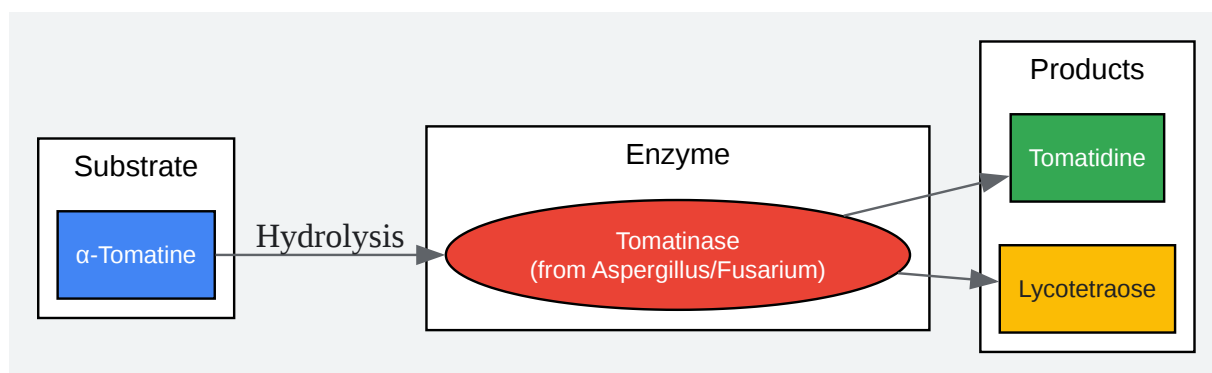 Substrate
α-Tomatine
Hydrolysis
Enzyme
Tomatinase
(from Aspergillus/Fusarium)
Products
Tomatidine
Lycotetraose